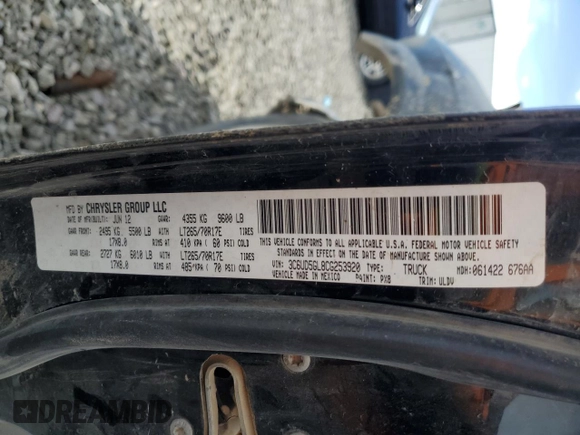 MFD BY CHRYSLER GROUP LLC
DATE OF MFR(BUILT): JUN 12 GVWR: 4355 KG 9600 LB
GAWR FRONT: 2495 KG 5500 LB WITH LT265/70R17E TIRES
17X8.0 RIMS AT 410 KPA ( 60 PSI) COLD
GAWR REAR: 2727 KG 6010 LB WITH LT265/70R17E TIRES
17X8.0 RIMS AT 485 KPA ( 70 PSI) COLD
THIS VEHICLE CONFORMS TO ALL APPLICABLE U.S.A. FEDERAL MOTOR VEHICLE SAFETY
STANDARDS IN EFFECT ON THE DATE OF MANUFACTURE SHOWN ABOVE.
VIN: 3C6UD5GL8CG253920 TYPE: TRUCK MDH: 061422 676AA
VEHICLE MADE IN MEXICO PAINT: PX8 TRIM: ULDV
DREAMBID